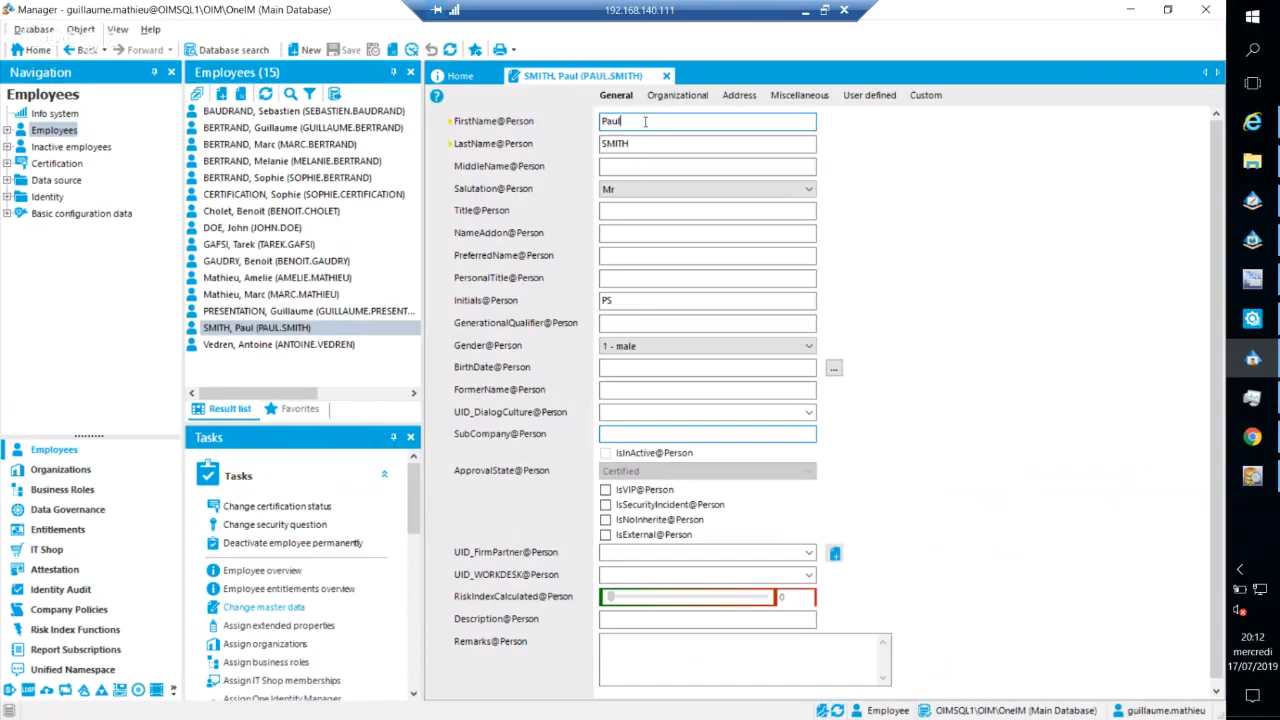 Manager - guillaume.mathieu@OIMSQL1\OIM\OneIM (Main Database)
192.168.140.111
Database Object View Help
Home Back Forward Database search New Save
Navigation
Employees
Info system
Employees
Inactive employees
Certification
Data source
Identity
Basic configuration data
Employees
Organizations
Business Roles
Data Governance
Entitlements
IT Shop
Attestation
Identity Audit
Company Policies
Risk Index Functions
Report Subscriptions
Unified Namespace
Employees (15)
BAUDRAND, Sebastien (SEBASTIEN.BAUDRAND)
BERTRAND, Guillaume (GUILLAUME.BERTRAND)
BERTRAND, Marc (MARC.BERTRAND)
BERTRAND, Melanie (MELANIE.BERTRAND)
BERTRAND, Sophie (SOPHIE.BERTRAND)
CERTIFICATION, Sophie (SOPHIE.CERTIFICATION)
Cholet, Benoit (BENOIT.CHOLET)
DOE, John (JOHN.DOE)
GAFSI, Tarek (TAREK.GAFSI)
GAUDRY, Benoit (BENOIT.GAUDRY)
Mathieu, Amelie (AMELIE.MATHIEU)
Mathieu, Marc (MARC.MATHIEU)
PRESENTATION, Guillaume (GUILLAUME.PRESENT...
SMITH, Paul (PAUL.SMITH)
Vedren, Antoine (ANTOINE.VEDREN)
Result list Favorites
Tasks
Tasks
Change certification status
Change security question
Deactivate employee permanently
Employee overview
Employee entitlements overview
Change master data
Assign extended properties
Assign organizations
Assign business roles
Assign IT Shop memberships
Assign OneIdentity Manager
Home SMITH, Paul (PAUL.SMITH)
General Organizational Address Miscellaneous User defined Custom
FirstName@Person Paul
LastName@Person SMITH
MiddleName@Person
Salutation@Person Mr
Title@Person
NameAddon@Person
PreferredName@Person
PersonalTitle@Person
Initials@Person PS
GenerationalQualifier@Person
Gender@Person 1 - male
BirthDate@Person ...
FormerName@Person
UID_DialogCulture@Person
SubCompany@Person
IsInActive@Person
ApprovalState@Person Certified
IsVIP@Person
IsSecurityIncident@Person
IsNoInherite@Person
IsExternal@Person
UID_FirmPartner@Person
UID_WORKDESK@Person
RiskIndexCalculated@Person 0
Description@Person
Remarks@Person
Employee OIMSQL1\OIM\OneIM (Main Database) guillaume.mathieu
20:12
mercredi
17/07/2019